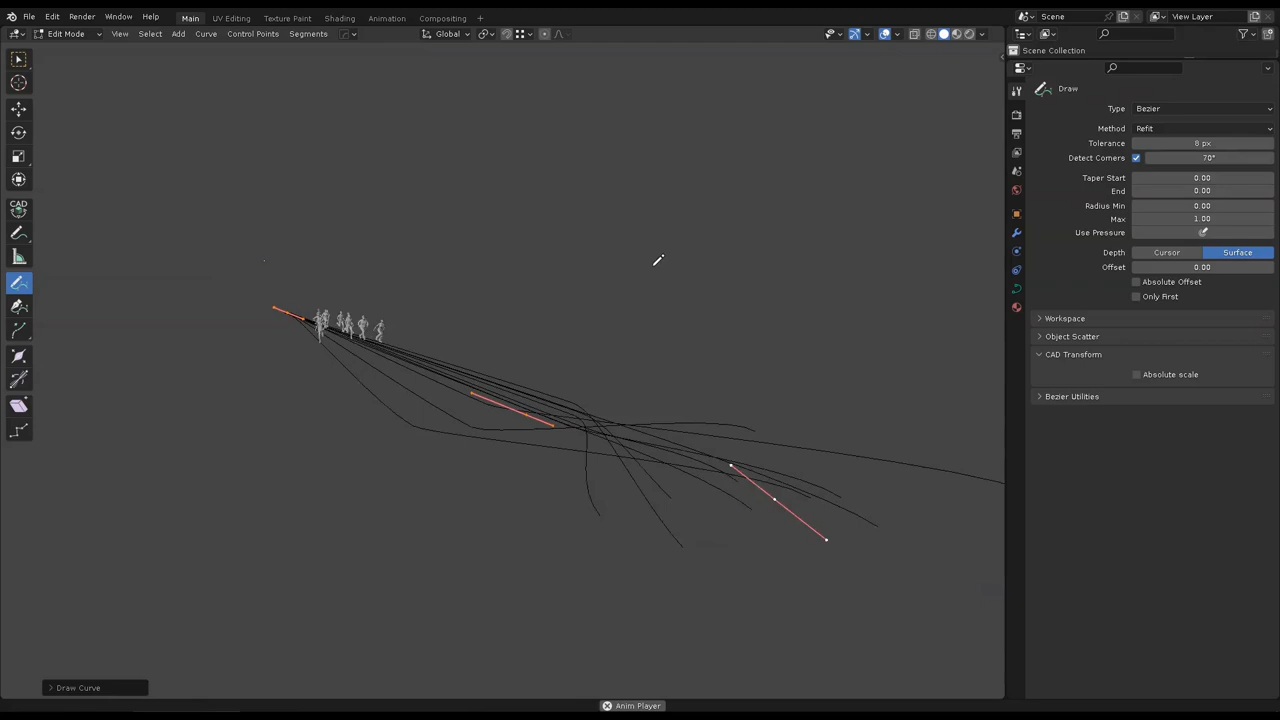 File Edit Render Window Help Main UV Editing Texture Paint Shading Animation Compositing + Scene View Layer
Edit Mode View Select Add Curve Control Points Segments Global
Scene Collection
Draw
Type Bezier
Method Refit
Tolerance 8 px
Detect Corners 70°
Taper Start 0.00
End 0.00
Radius Min 0.00
Max 1.00
Use Pressure
CAD
Depth Cursor Surface
Offset 0.00
Absolute Offset
Only First
Workspace
Object Scatter
CAD Transform
Absolute scale
Bezier Utilities
Draw Curve
Anim Player